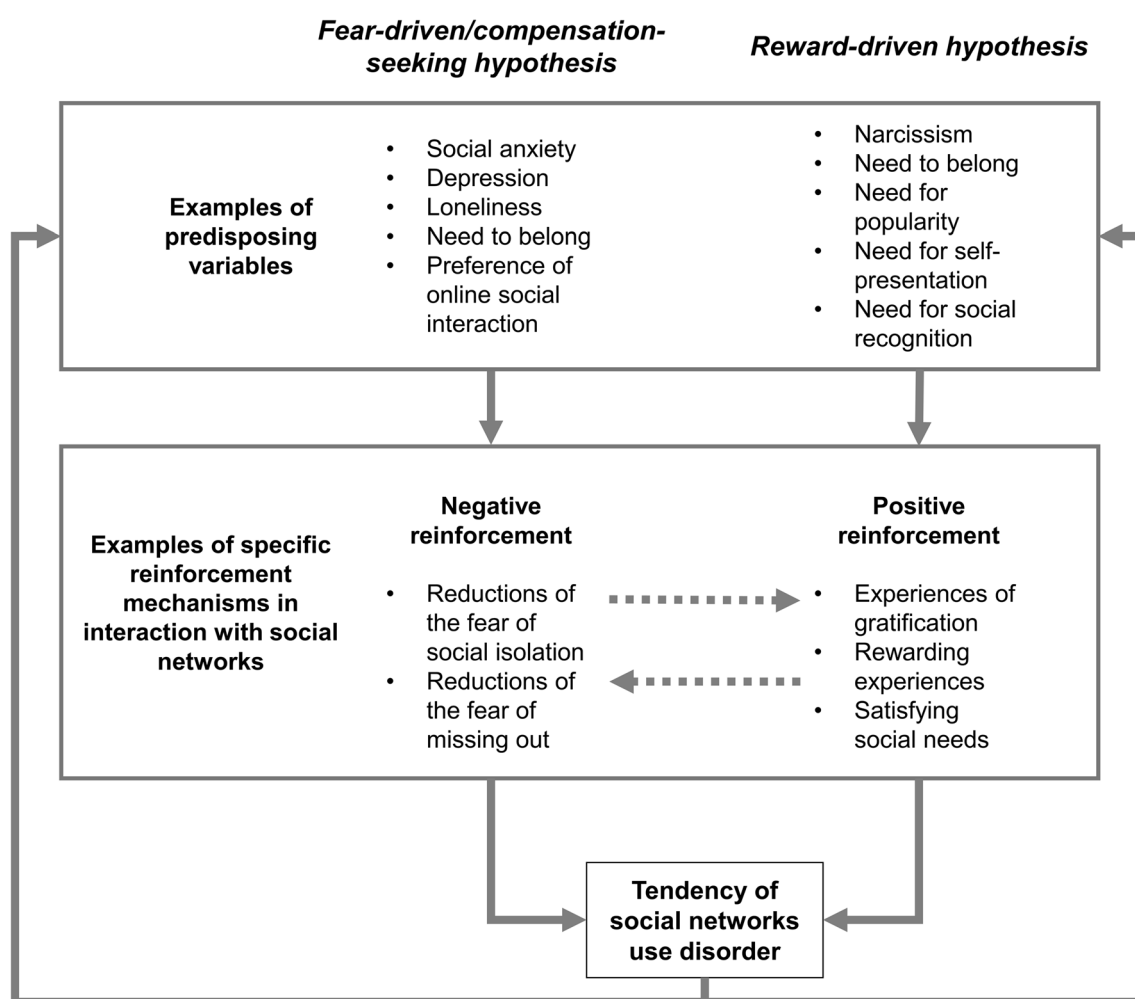 Fear-driven/compensation-
seeking hypothesis
Reward-driven hypothesis
Examples of
predisposing
variables
• Social anxiety
• Depression
• Loneliness
• Need to belong
• Preference of
online social
interaction
• Narcissism
• Need to belong
• Need for
popularity
• Need for self-
presentation
• Need for social
recognition
Examples of specific
reinforcement
mechanisms in
interaction with social
networks
Negative
reinforcement
• Reductions of
the fear of
social isolation
• Reductions of
the fear of
missing out
Positive
reinforcement
• Experiences of
gratification
• Rewarding
experiences
• Satisfying
social needs
Tendency of
social networks
use disorder